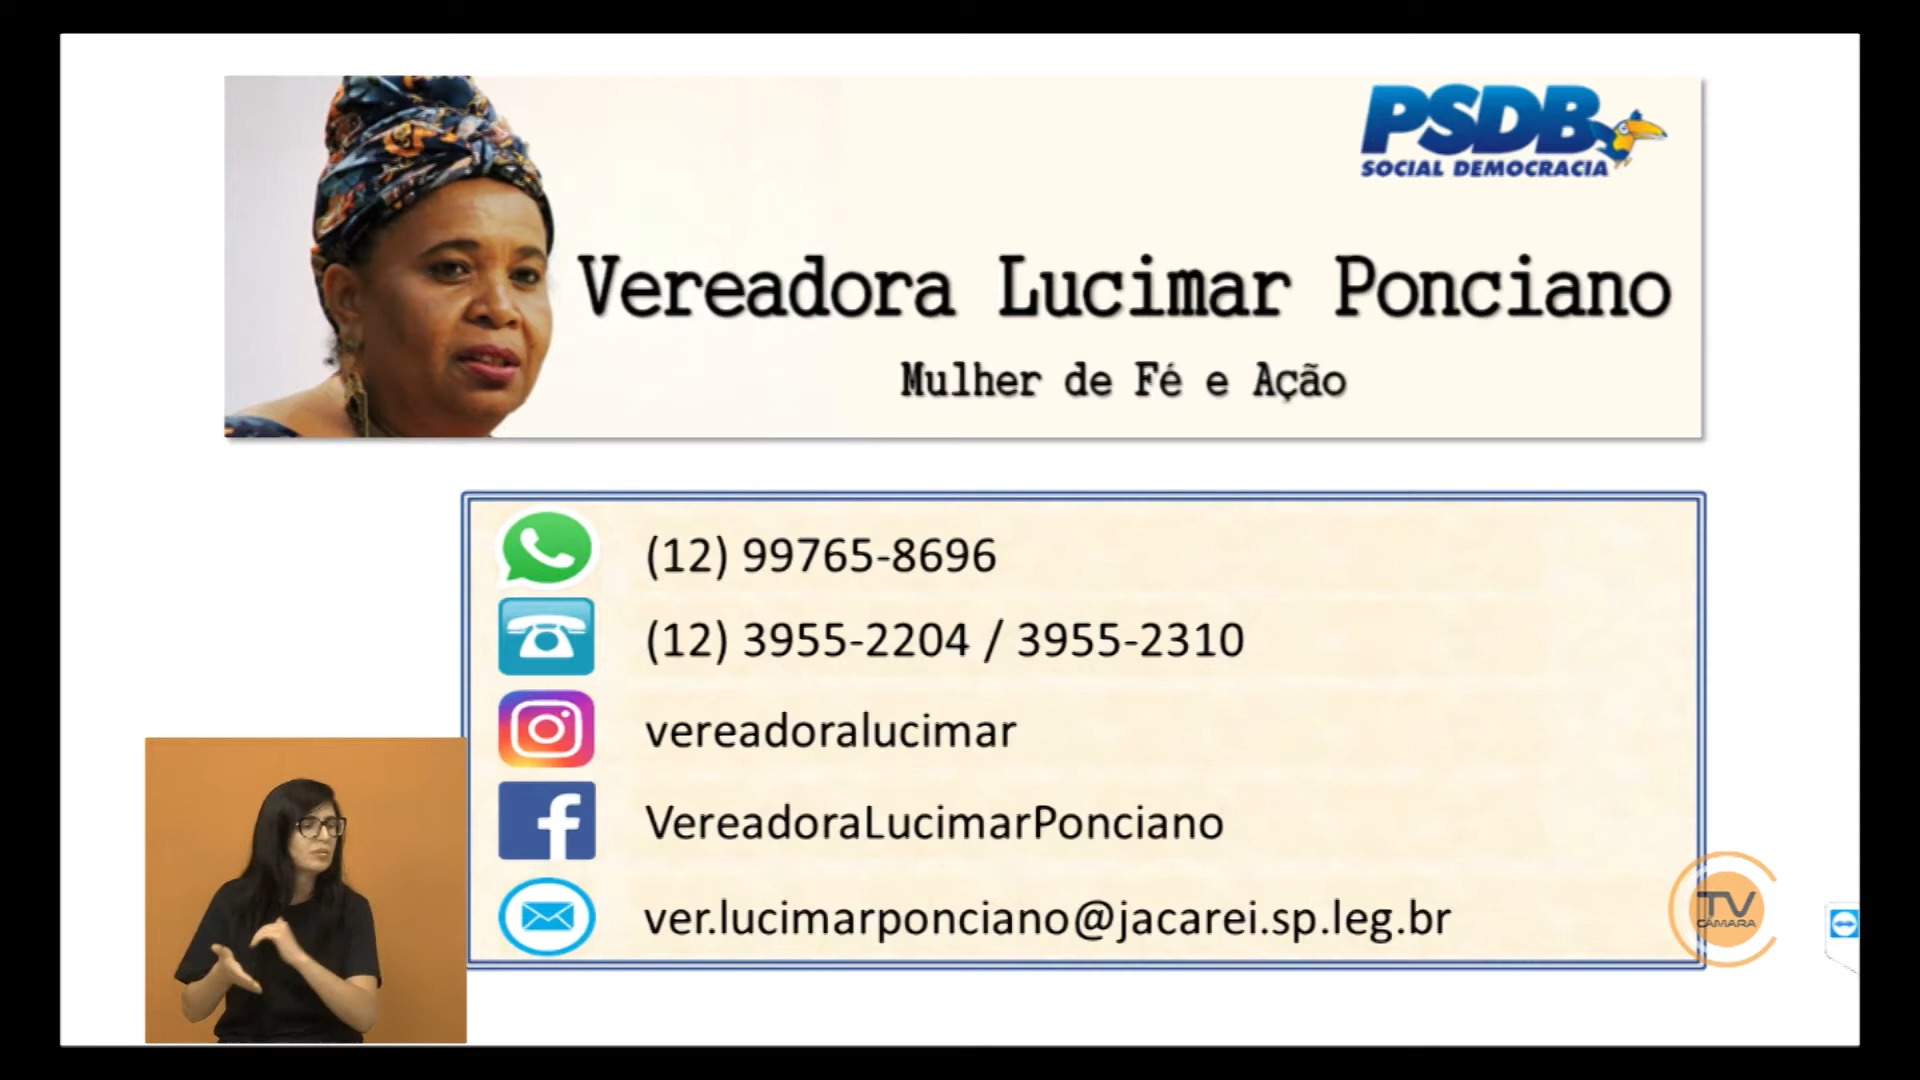 PSDB
SOCIAL DEMOCRACIA
Vereadora Lucimar Ponciano
Mulher de Fé e Ação
(12) 99765-8696
(12) 3955-2204 / 3955-2310
vereadoralucimar
VereadoraLucimarPonciano
ver.lucimarponciano@jacarei.sp.leg.br
TV
CÂMARA